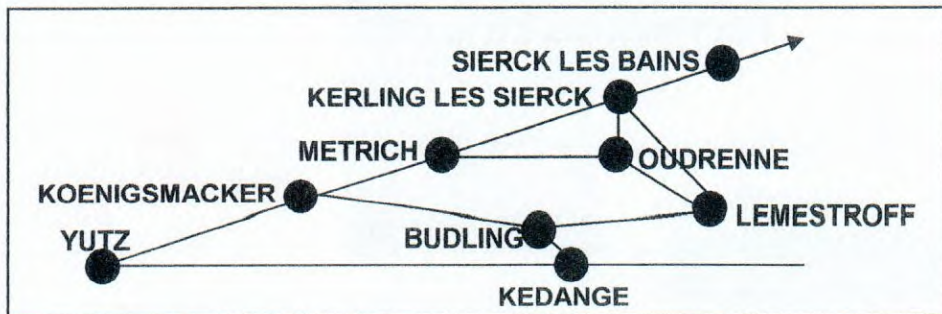 SIERCK LES BAINS
KERLING LES SIERCK
METRICH
OUDRENNE
KOENIGSMACKER
LEMESTROFF
YUTZ
BUDLING
KEDANGE